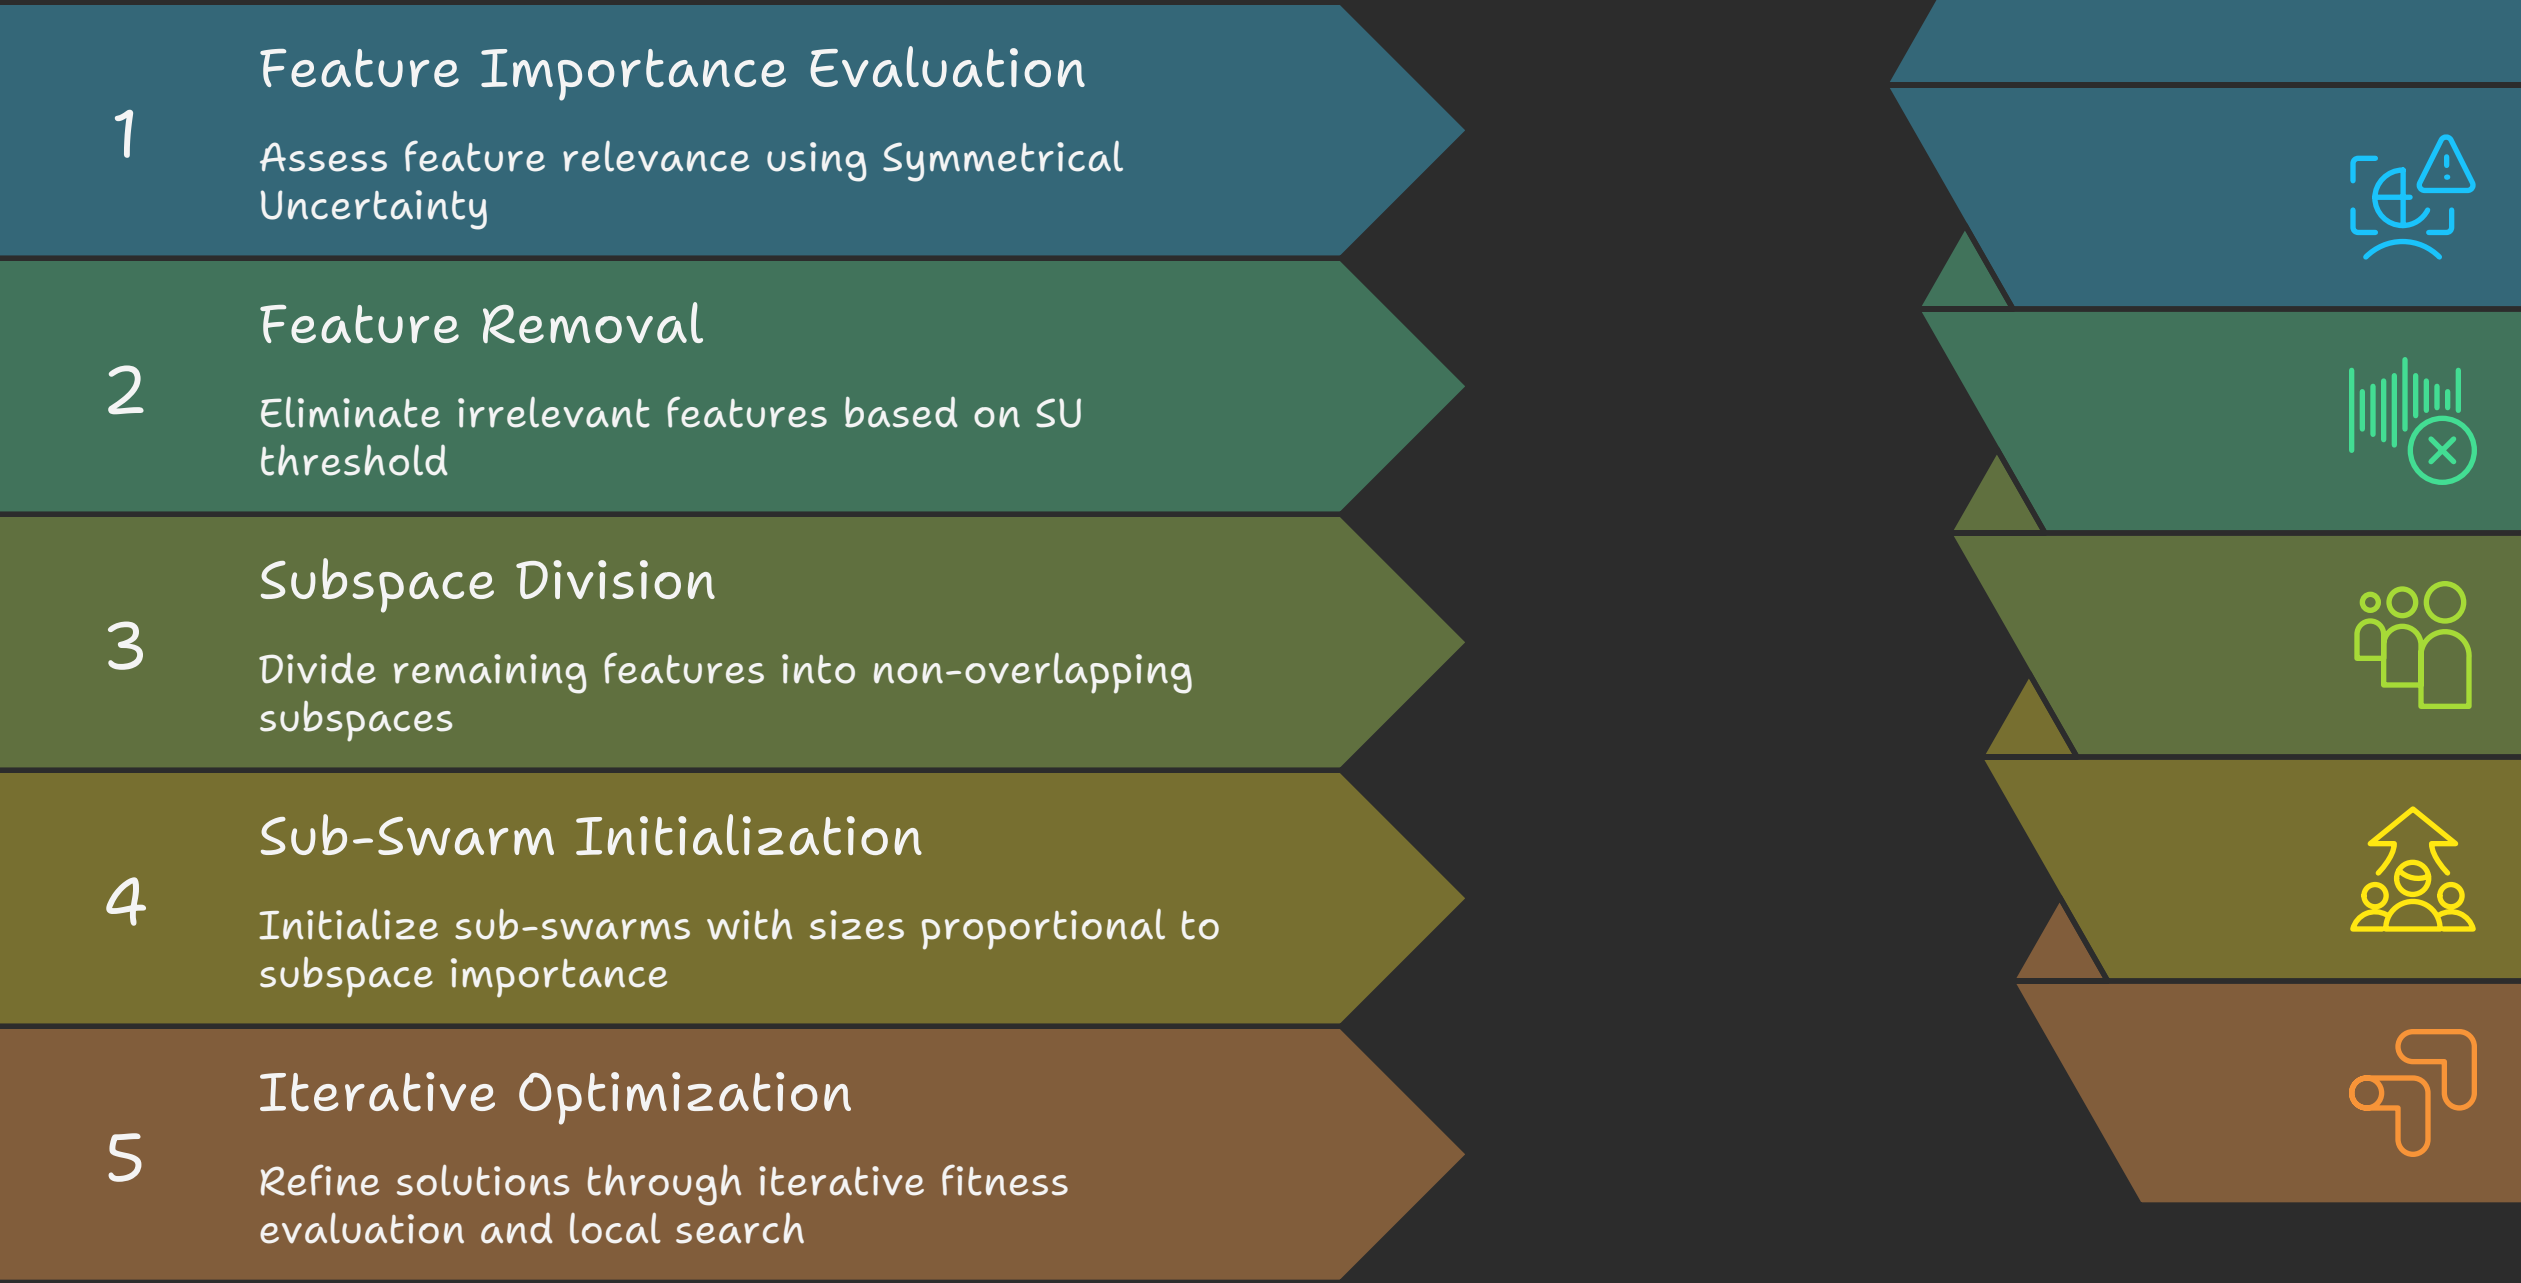 1
Feature Importance Evaluation
Assess feature relevance using Symmetrical
Uncertainty
2
Feature Removal
Eliminate irrelevant features based on SU
threshold
3
Subspace Division
Divide remaining features into non-overlapping
subspaces
4
Sub-Swarm Initialization
Initialize sub-swarms with sizes proportional to
subspace importance
5
Iterative Optimization
Refine solutions through iterative fitness
evaluation and local search